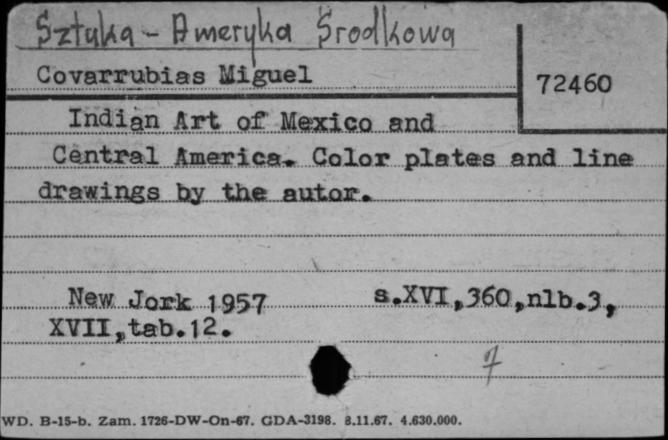 Sztuka - Ameryka Środkowa
Covarrubias Miguel
72460
Indian Art of Mexico and
Central America. Color plates and line
drawings by the autor.
New Jork 1957 s.XVI,360,nlb.3,
XVII,tab.12.
7
WD. B-15-b. Zam. 1726-DW-On-67. GDA-3198. 8.11.67. 4.630.000.